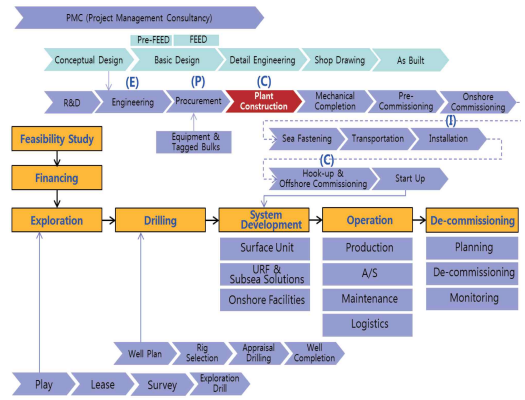 PMC (Project Management Consultancy)
Pre-FEED
FEED
Conceptual Design
Basic Design
Detail Engineering
Shop Drawing
As Built
(E)
(P)
(C)
R&D
Engineering
Procurement
Plant
Construction
Mechanical
Completion
Pre-
Commissioning
Onshore
Commissioning
Equipment &
Tagged Bulks
(I)
Sea Fastening
Transportation
Installation
(C)
Hook-up &
Offshore Commissioning
Start Up
Feasibility Study
Financing
Exploration
Drilling
System
Development
Operation
De-commissioning
Surface Unit
URF &
Subsea Solutions
Onshore Facilities
Production
A/S
Maintenance
Logistics
Planning
De-commissioning
Monitoring
Well Plan
Rig
Selection
Appraisal
Drilling
Well
Completion
Play
Lease
Survey
Exploration
Drill